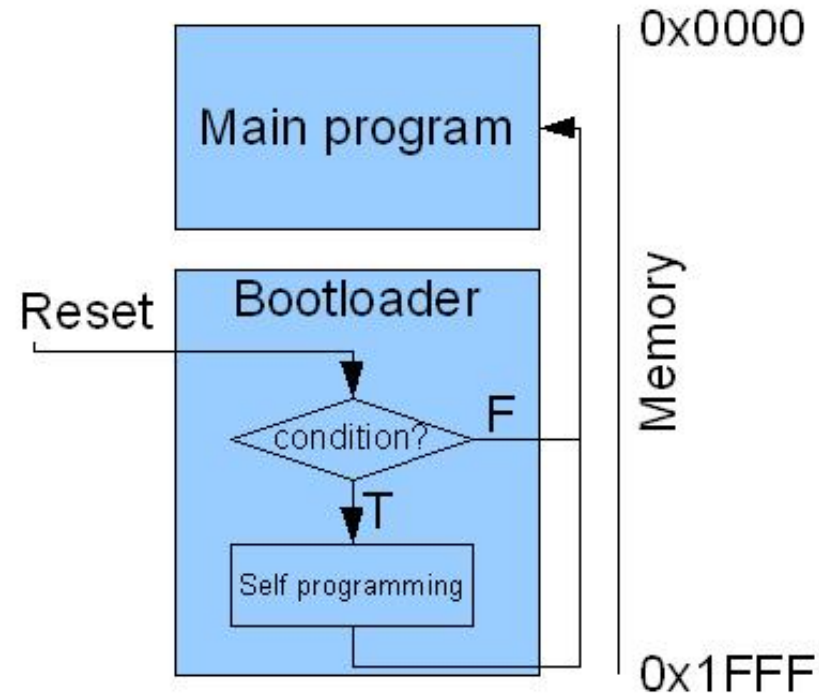 0x0000
Main program
Memory
Bootloader
Reset
condition?
F
T
Self programming
0x1FFF